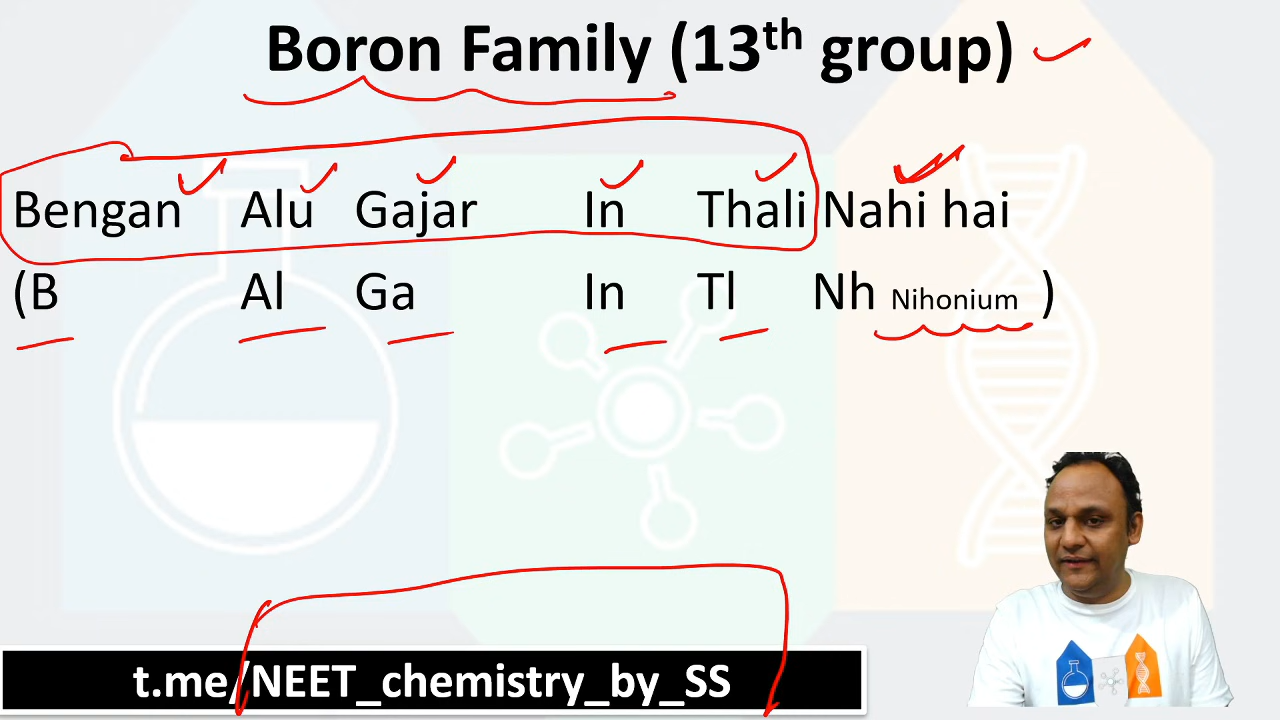 Boron Family (13th group)
Bengan Alu Gajar In Thali Nahi hai
(B Al Ga In Tl Nh Nihonium )
t.me/NEET_chemistry_by_SS